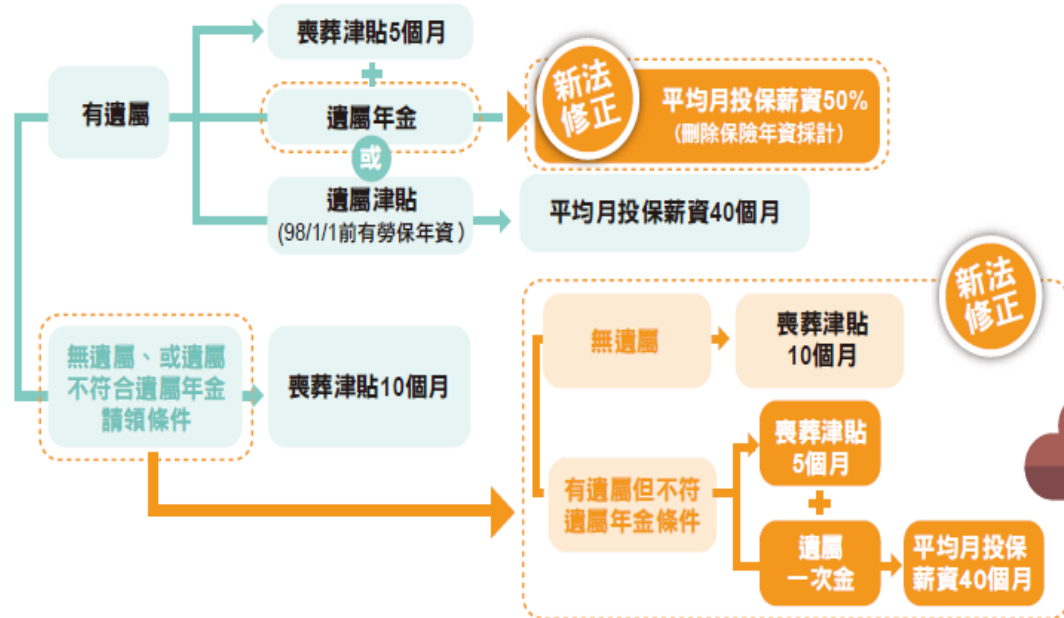 喪葬津貼5個月
有遺屬
遺屬年金
新法
修正
平均月投保薪資50%
(刪除保險年資採計)
或
遺屬津貼
(98/1/1前有勞保年資)
平均月投保薪資40個月
無遺屬、或遺屬
不符合遺屬年金
請領條件
喪葬津貼10個月
新法
修正
無遺屬
喪葬津貼
10個月
有遺屬但不符
遺屬年金條件
喪葬津貼
5個月
遺屬
一次金
平均月投保
薪資40個月